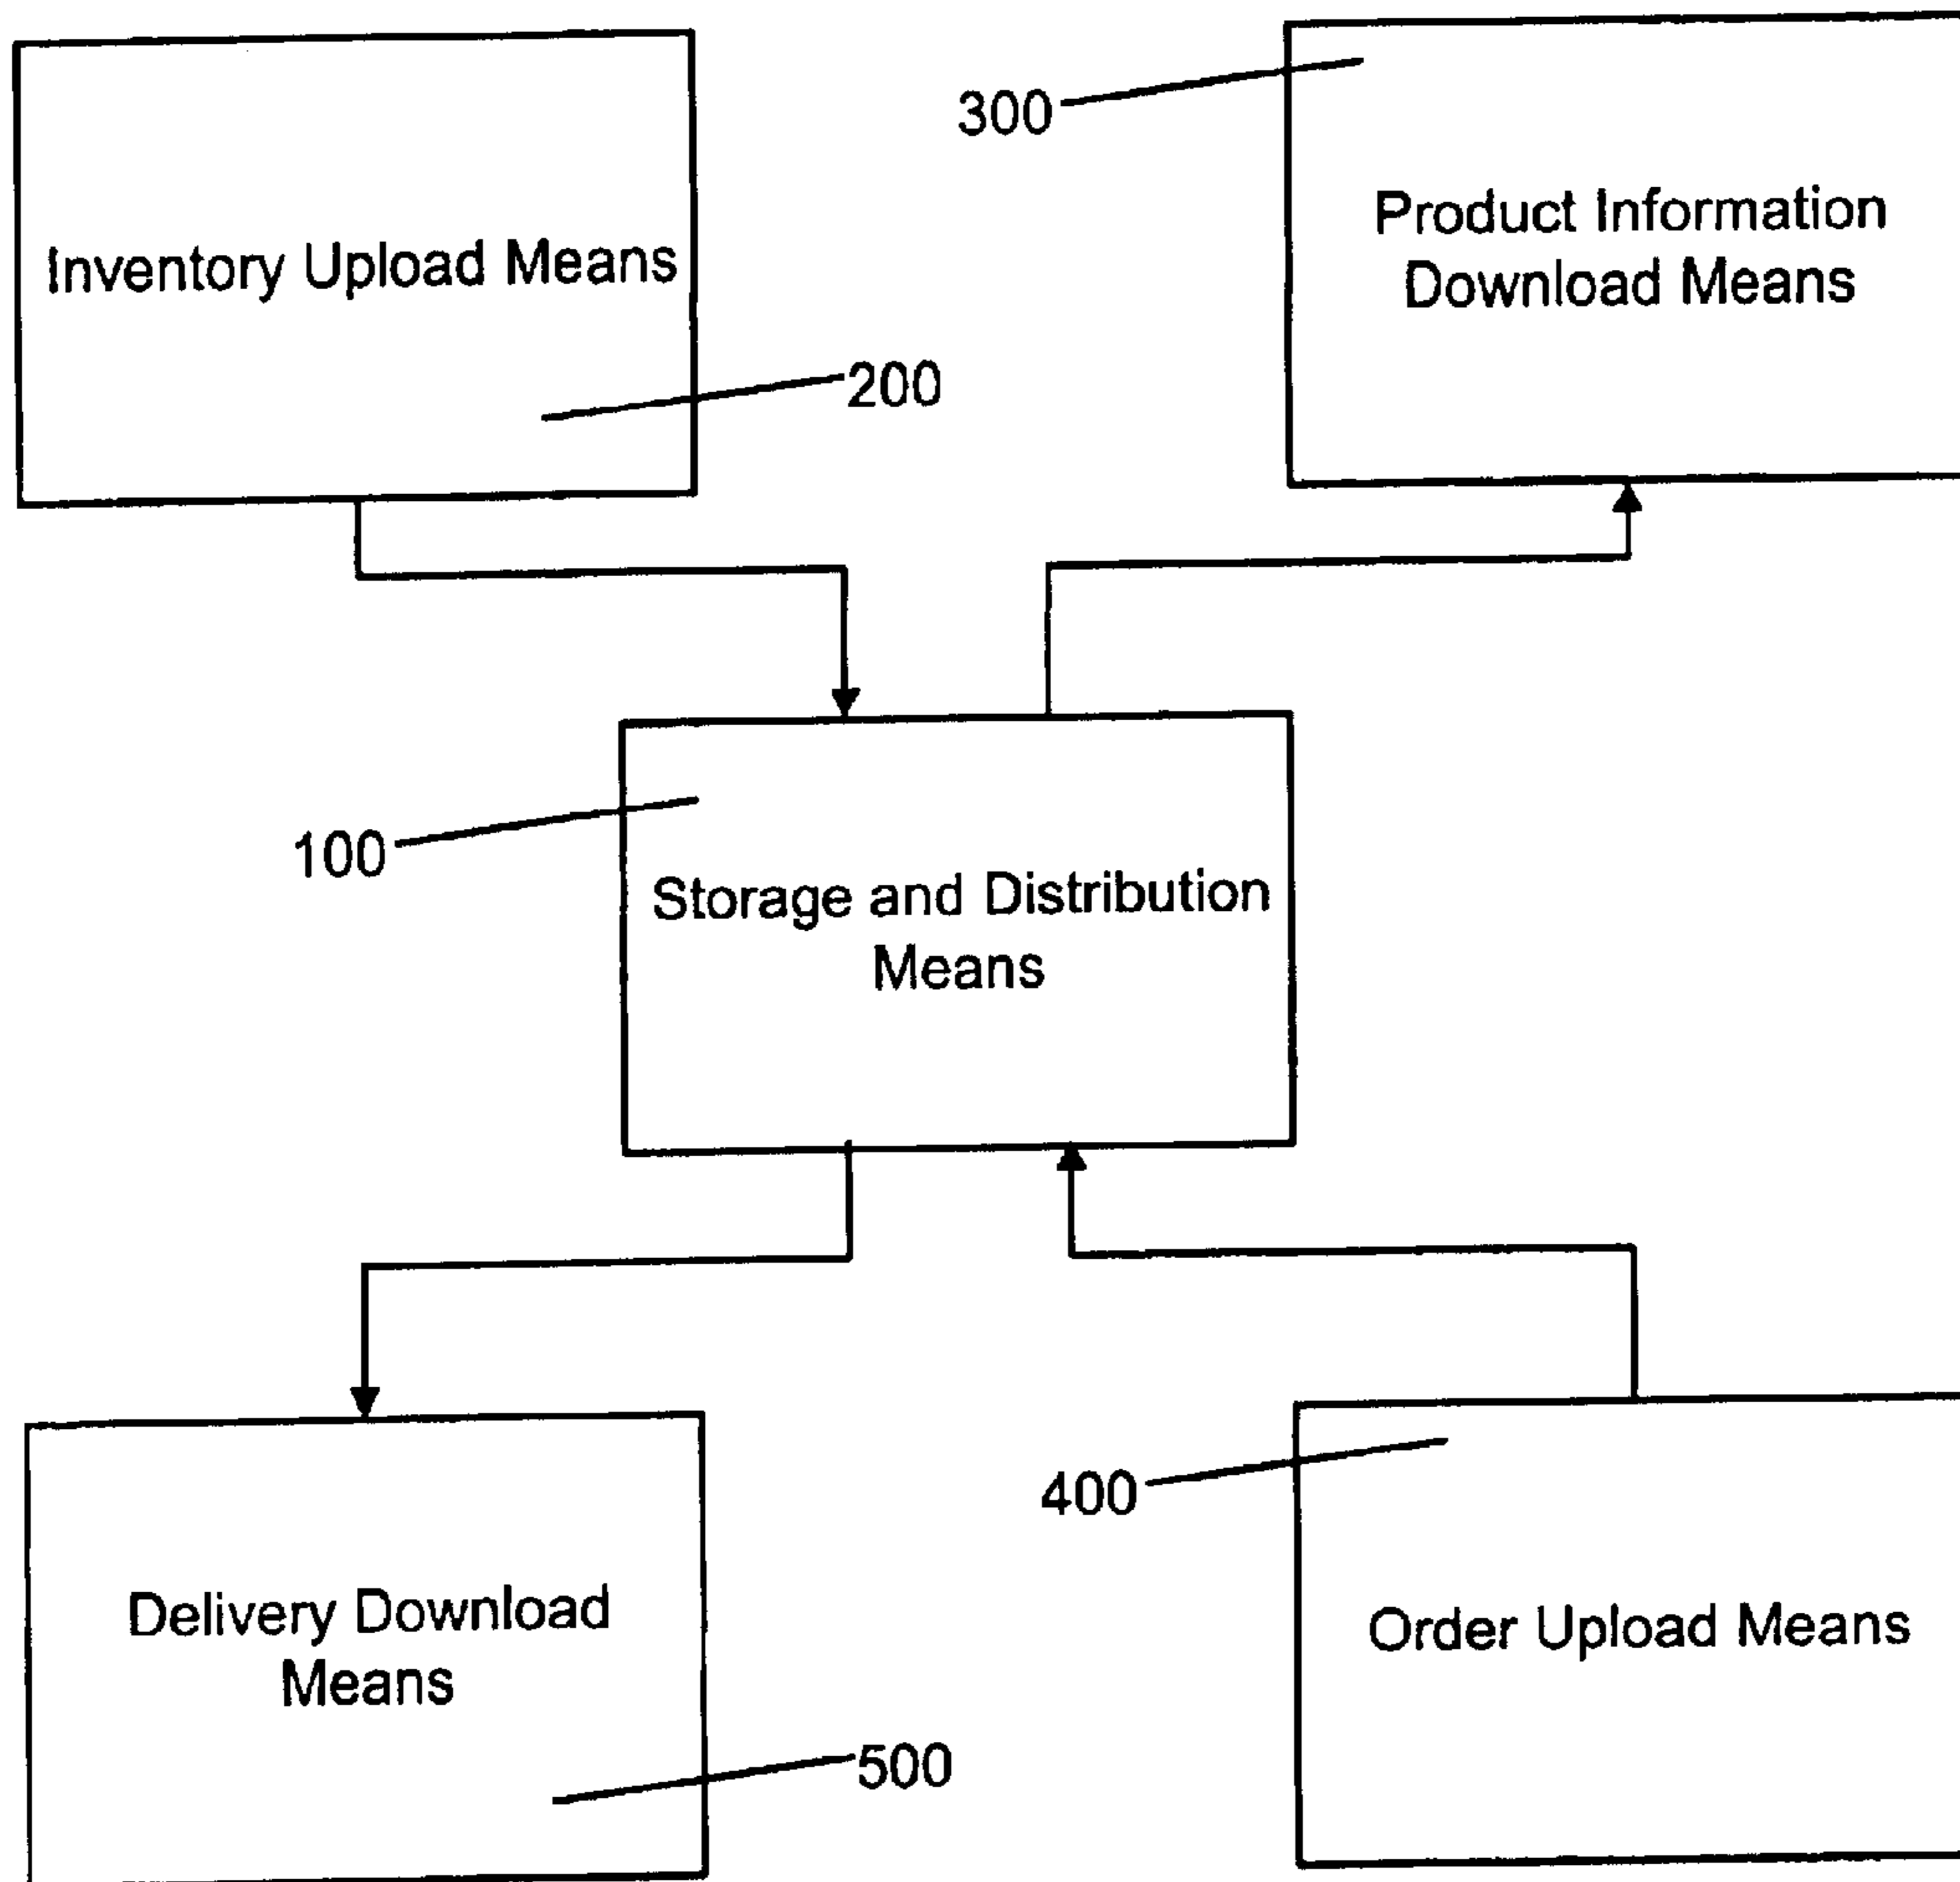 300
Product Information
Download Means
Inventory Upload Means
200
100
Storage and Distribution
Means
400
Delivery Download
Means
Order Upload Means
500